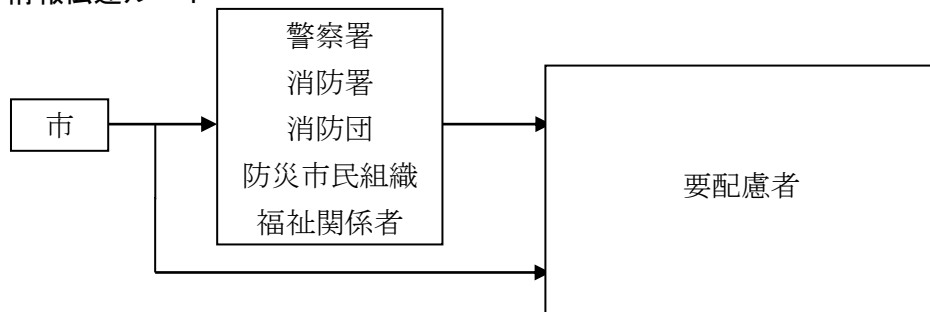 市
警察署
消防署
消防団
防災市民組織
福祉関係者
要配慮者